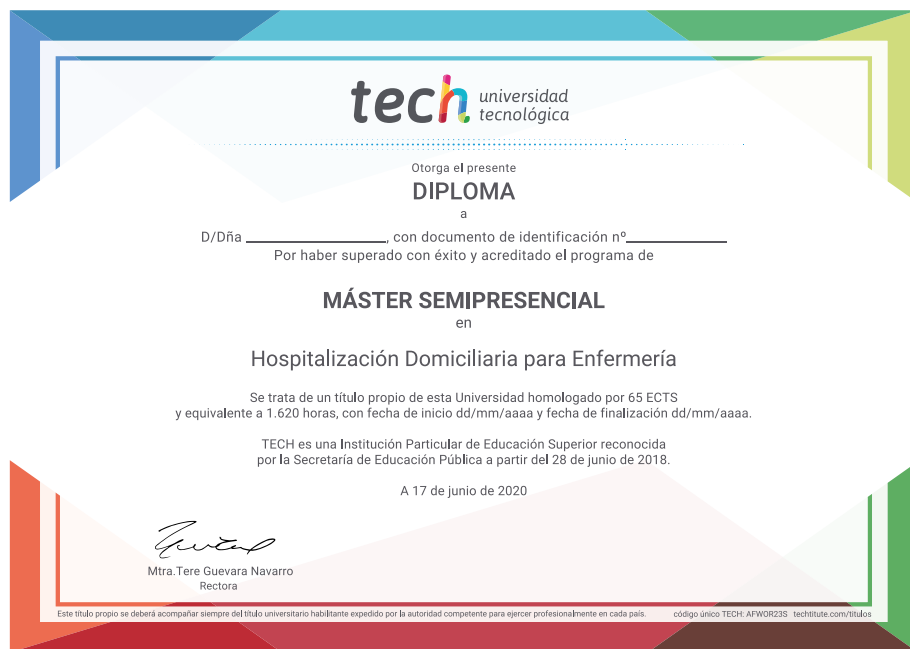 tech universidad
tecnológica
Otorga el presente
DIPLOMA
a
D/Dña ____________________, con documento de identificación nº______________
Por haber superado con éxito y acreditado el programa de
MÁSTER SEMIPRESENCIAL
en
Hospitalización Domiciliaria para Enfermería
Se trata de un título propio de esta Universidad homologado por 65 ECTS
y equivalente a 1.620 horas, con fecha de inicio dd/mm/aaaa y fecha de finalización dd/mm/aaaa.
TECH es una Institución Particular de Educación Superior reconocida
por la Secretaría de Educación Pública a partir del 28 de junio de 2018.
A 17 de junio de 2020
Mtra.Tere Guevara Navarro
Rectora
Este título propio se deberá acompañar siempre del título universitario habilitante expedido por la autoridad competente para ejercer profesionalmente en cada país. código único TECH: AFWOR23S techtitute.com/titulos